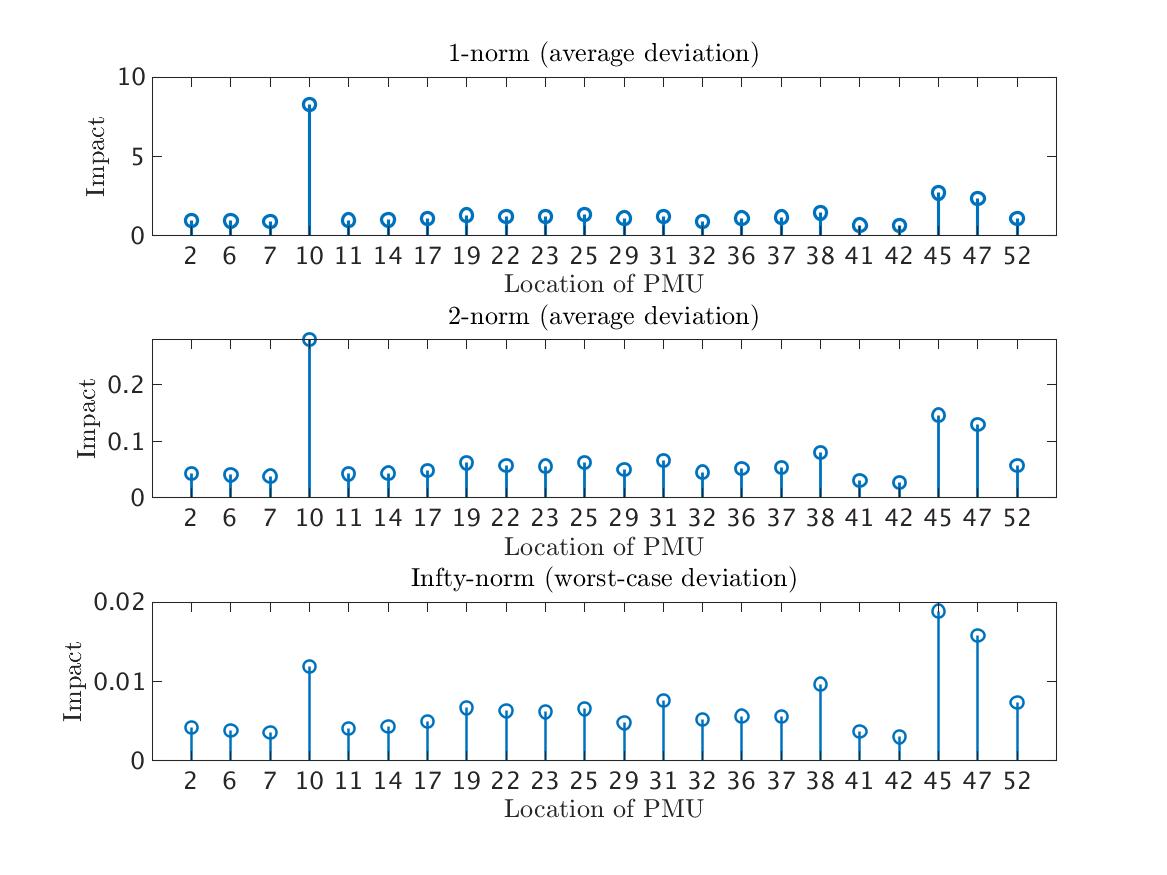 1-norm (average deviation)
Impact
10
5
0
2 6 7 10 11 14 17 19 22 23 25 29 31 32 36 37 38 41 42 45 47 52
Location of PMU
2-norm (average deviation)
Impact
0.2
0.1
0
2 6 7 10 11 14 17 19 22 23 25 29 31 32 36 37 38 41 42 45 47 52
Location of PMU
Infty-norm (worst-case deviation)
Impact
0.02
0.01
0
2 6 7 10 11 14 17 19 22 23 25 29 31 32 36 37 38 41 42 45 47 52
Location of PMU